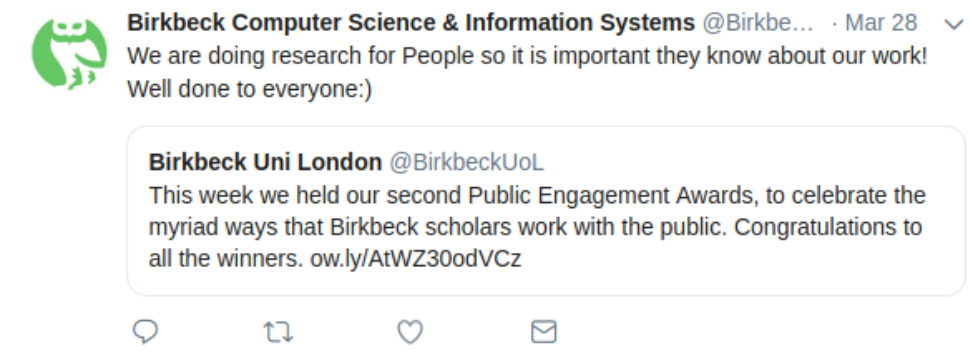 Birkbeck Computer Science & Information Systems @Birkbe... · Mar 28
We are doing research for People so it is important they know about our work!
Well done to everyone:)
Birkbeck Uni London @BirkbeckUoL
This week we held our second Public Engagement Awards, to celebrate the
myriad ways that Birkbeck scholars work with the public. Congratulations to
all the winners. ow.ly/AtWZ30odVCz